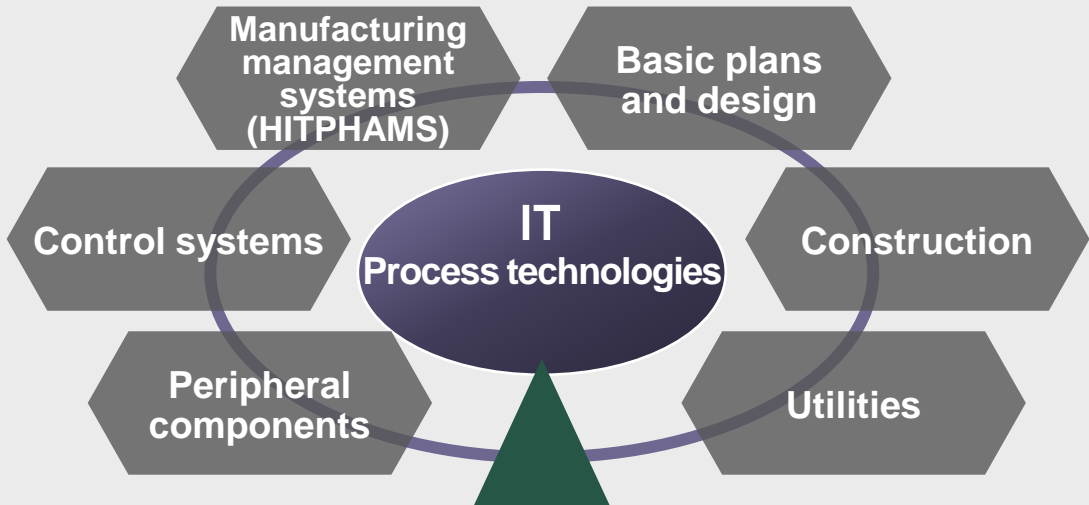 Manufacturing
management
systems
(HITPHAMS)
Basic plans
and design
Control systems
IT
Process technologies
Construction
Peripheral
components
Utilities